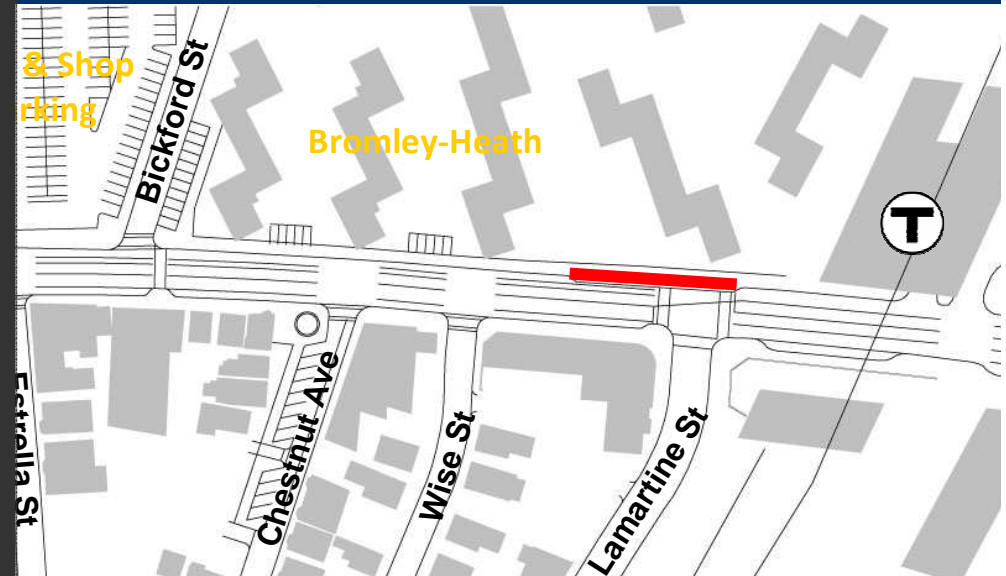 & Shop
rking
Bickford St
Bromley-Heath
T
Estrella St
Chestnut Ave
Wise St
Lamartine St